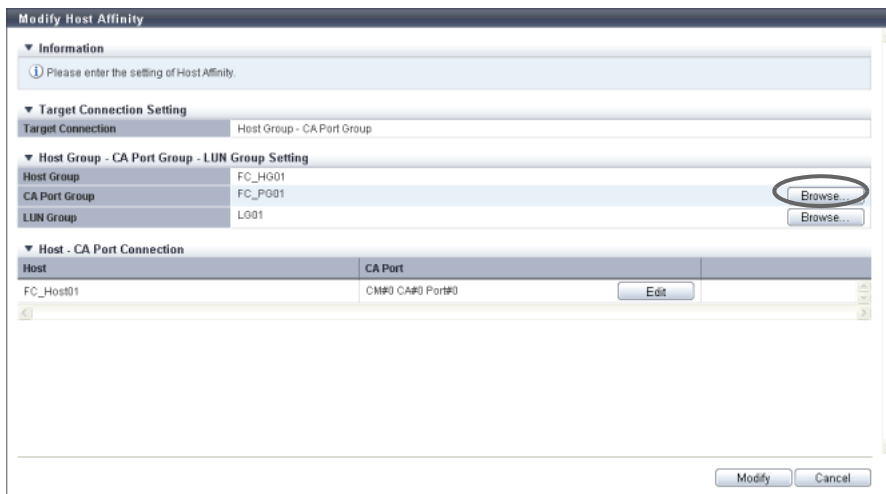 Modify Host Affinity
▼ Information
Please enter the setting of Host Affinity.
▼ Target Connection Setting
Target Connection Host Group - CA Port Group
▼ Host Group - CA Port Group - LUN Group Setting
Host Group FC_HG01
CA Port Group FC_PG01 Browse...
LUN Group LG01 Browse...
▼ Host - CA Port Connection
Host CA Port
FC_Host01 CM#0 CA#0 Port#0 Edit
Modify Cancel